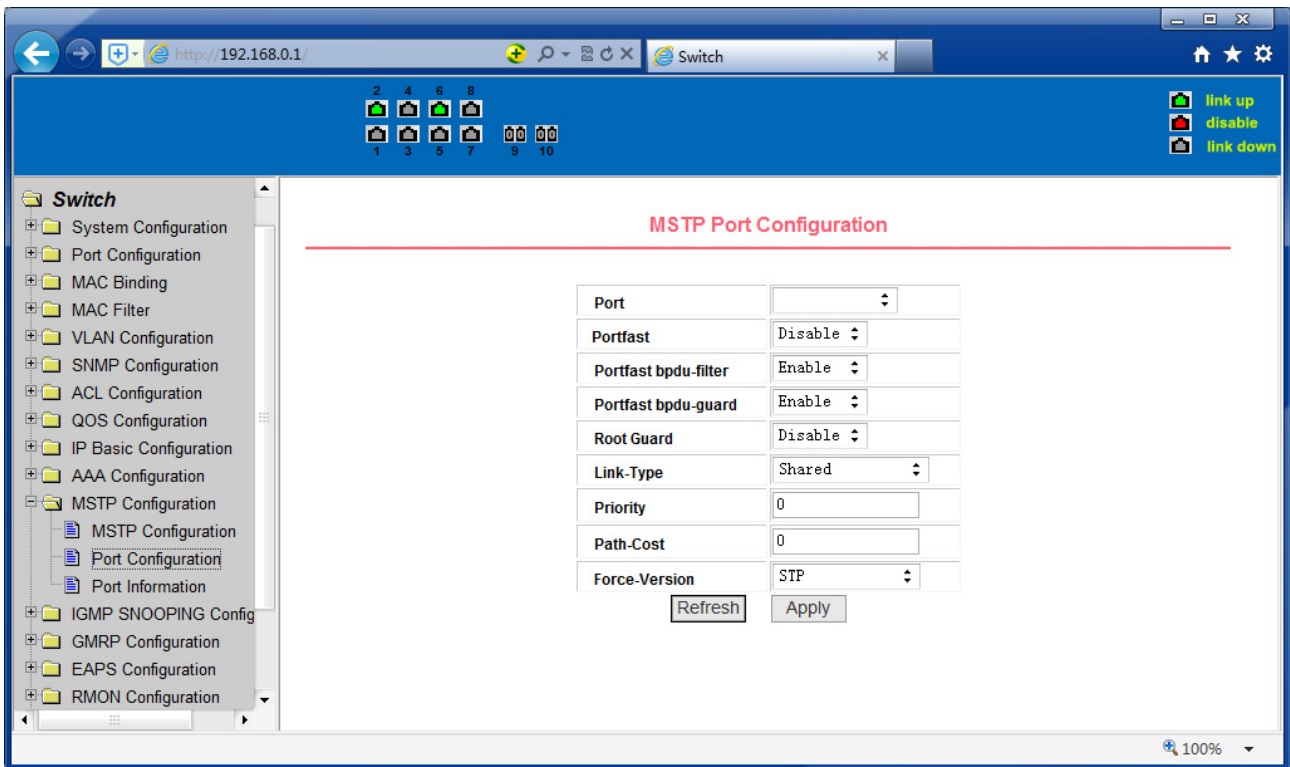 http://192.168.0.1/
Switch
2 4 6 8
1 3 5 7 9 10
link up
disable
link down
Switch
System Configuration
Port Configuration
MAC Binding
MAC Filter
VLAN Configuration
SNMP Configuration
ACL Configuration
QOS Configuration
IP Basic Configuration
AAA Configuration
MSTP Configuration
MSTP Configuration
Port Configuration
Port Information
IGMP SNOOPING Config
GMRP Configuration
EAPS Configuration
RMON Configuration
MSTP Port Configuration
Port
Portfast Disable
Portfast bpdu-filter Enable
Portfast bpdu-guard Enable
Root Guard Disable
Link-Type Shared
Priority 0
Path-Cost 0
Force-Version STP
Refresh Apply
100%